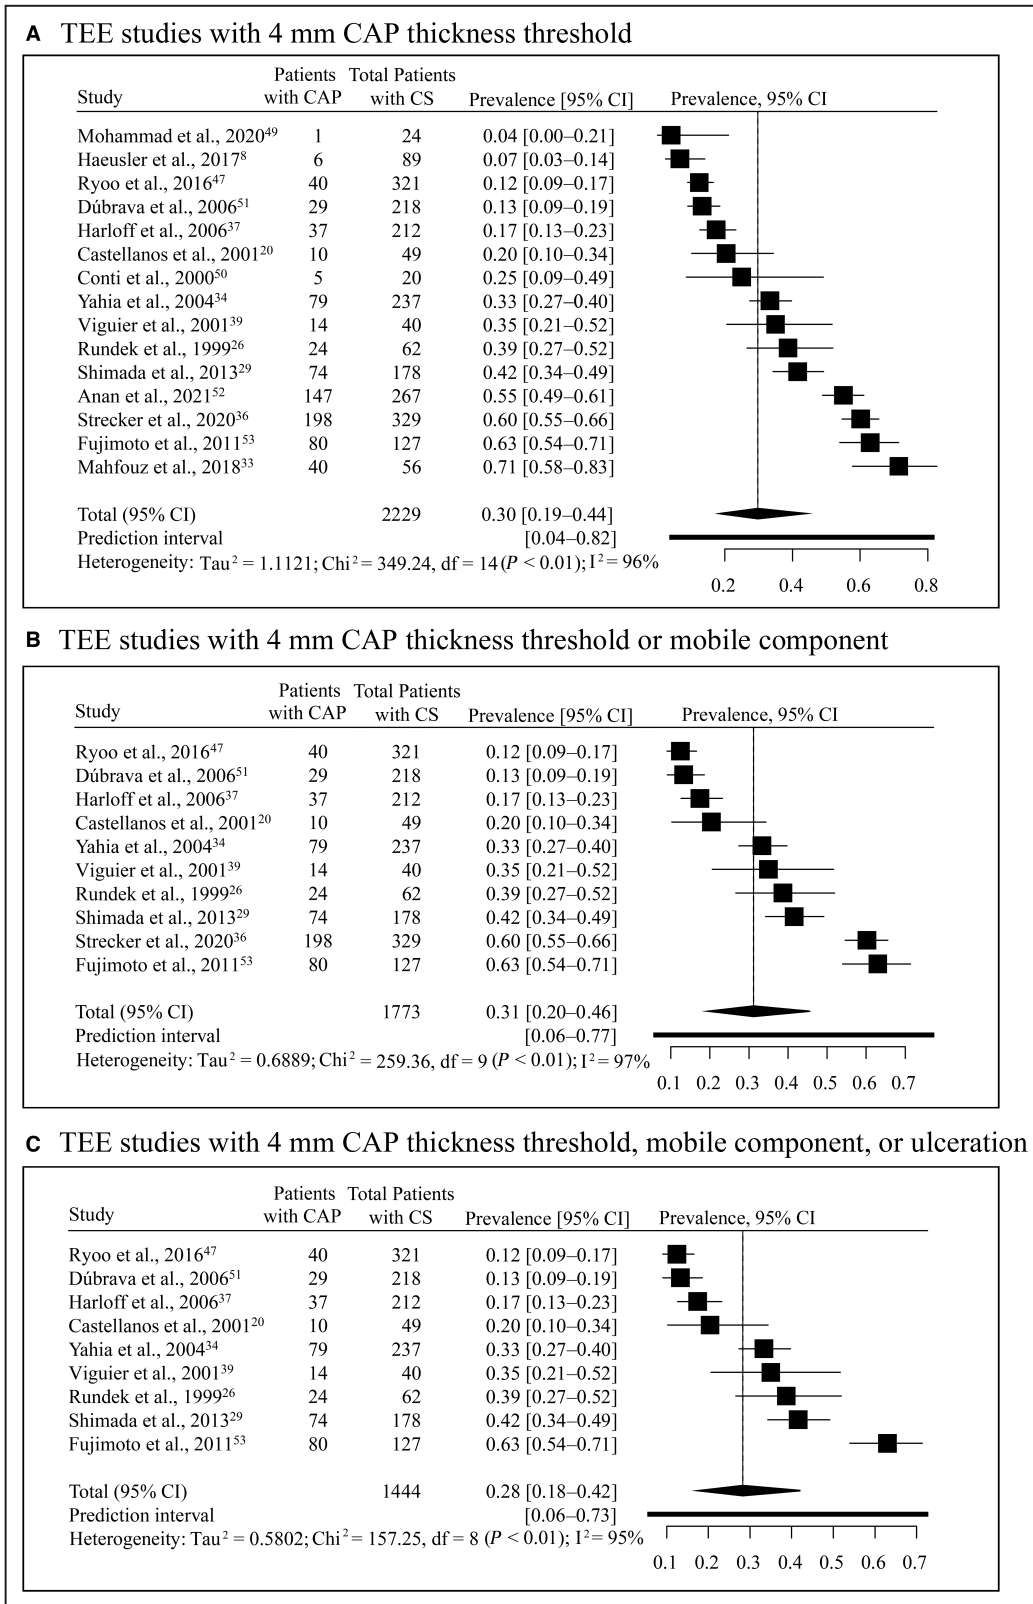 A TEE studies with 4 mm CAP thickness threshold
Patients Total Patients
Study with CAP with CS Prevalence [95% CI] Prevalence, 95% CI
Mohammad et al., 2020⁴⁹ 1 24 0.04 [0.00–0.21]
Haeusler et al., 2017⁸ 6 89 0.07 [0.03–0.14]
Ryoo et al., 2016⁴⁷ 40 321 0.12 [0.09–0.17]
Dúbrava et al., 2006⁵¹ 29 218 0.13 [0.09–0.19]
Harloff et al., 2006³⁷ 37 212 0.17 [0.13–0.23]
Castellanos et al., 2001²⁰ 10 49 0.20 [0.10–0.34]
Conti et al., 2000⁵⁰ 5 20 0.25 [0.09–0.49]
Yahia et al., 2004³⁴ 79 237 0.33 [0.27–0.40]
Viguier et al., 2001³⁹ 14 40 0.35 [0.21–0.52]
Rundek et al., 1999²⁶ 24 62 0.39 [0.27–0.52]
Shimada et al., 2013²⁹ 74 178 0.42 [0.34–0.49]
Anan et al., 2021⁵² 147 267 0.55 [0.49–0.61]
Strecker et al., 2020³⁶ 198 329 0.60 [0.55–0.66]
Fujimoto et al., 2011⁵³ 80 127 0.63 [0.54–0.71]
Mahfouz et al., 2018³³ 40 56 0.71 [0.58–0.83]
Total (95% CI) 2229 0.30 [0.19–0.44]
Prediction interval [0.04–0.82]
Heterogeneity: Tau² = 1.1121; Chi² = 349.24, df = 14 (P < 0.01); I² = 96%
0.2 0.4 0.6 0.8
B TEE studies with 4 mm CAP thickness threshold or mobile component
Patients Total Patients
Study with CAP with CS Prevalence [95% CI] Prevalence, 95% CI
Ryoo et al., 2016⁴⁷ 40 321 0.12 [0.09–0.17]
Dúbrava et al., 2006⁵¹ 29 218 0.13 [0.09–0.19]
Harloff et al., 2006³⁷ 37 212 0.17 [0.13–0.23]
Castellanos et al., 2001²⁰ 10 49 0.20 [0.10–0.34]
Yahia et al., 2004³⁴ 79 237 0.33 [0.27–0.40]
Viguier et al., 2001³⁹ 14 40 0.35 [0.21–0.52]
Rundek et al., 1999²⁶ 24 62 0.39 [0.27–0.52]
Shimada et al., 2013²⁹ 74 178 0.42 [0.34–0.49]
Strecker et al., 2020³⁶ 198 329 0.60 [0.55–0.66]
Fujimoto et al., 2011⁵³ 80 127 0.63 [0.54–0.71]
Total (95% CI) 1773 0.31 [0.20–0.46]
Prediction interval [0.06–0.77]
Heterogeneity: Tau² = 0.6889; Chi² = 259.36, df = 9 (P < 0.01); I² = 97%
0.1 0.2 0.3 0.4 0.5 0.6 0.7
C TEE studies with 4 mm CAP thickness threshold, mobile component, or ulceration
Patients Total Patients
Study with CAP with CS Prevalence [95% CI] Prevalence, 95% CI
Ryoo et al., 2016⁴⁷ 40 321 0.12 [0.09–0.17]
Dúbrava et al., 2006⁵¹ 29 218 0.13 [0.09–0.19]
Harloff et al., 2006³⁷ 37 212 0.17 [0.13–0.23]
Castellanos et al., 2001²⁰ 10 49 0.20 [0.10–0.34]
Yahia et al., 2004³⁴ 79 237 0.33 [0.27–0.40]
Viguier et al., 2001³⁹ 14 40 0.35 [0.21–0.52]
Rundek et al., 1999²⁶ 24 62 0.39 [0.27–0.52]
Shimada et al., 2013²⁹ 74 178 0.42 [0.34–0.49]
Fujimoto et al., 2011⁵³ 80 127 0.63 [0.54–0.71]
Total (95% CI) 1444 0.28 [0.18–0.42]
Prediction interval [0.06–0.73]
Heterogeneity: Tau² = 0.5802; Chi² = 157.25, df = 8 (P < 0.01); I² = 95%
0.1 0.2 0.3 0.4 0.5 0.6 0.7